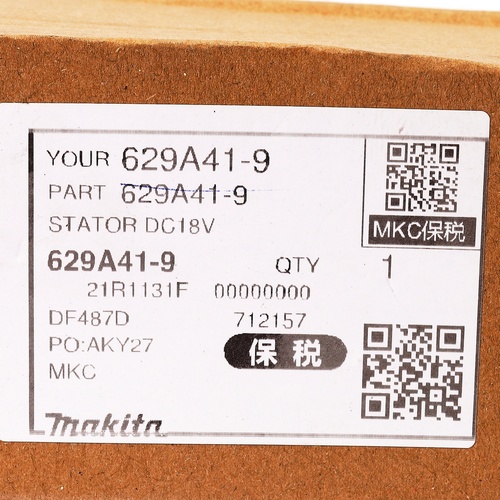 YOUR 629A41-9
PART 629A41-9
STATOR DC18V
MKC保税
629A41-9 QTY 1
21R1131F 00000000
DF487D 712157
PO:AKY27 保税
MKC
makita